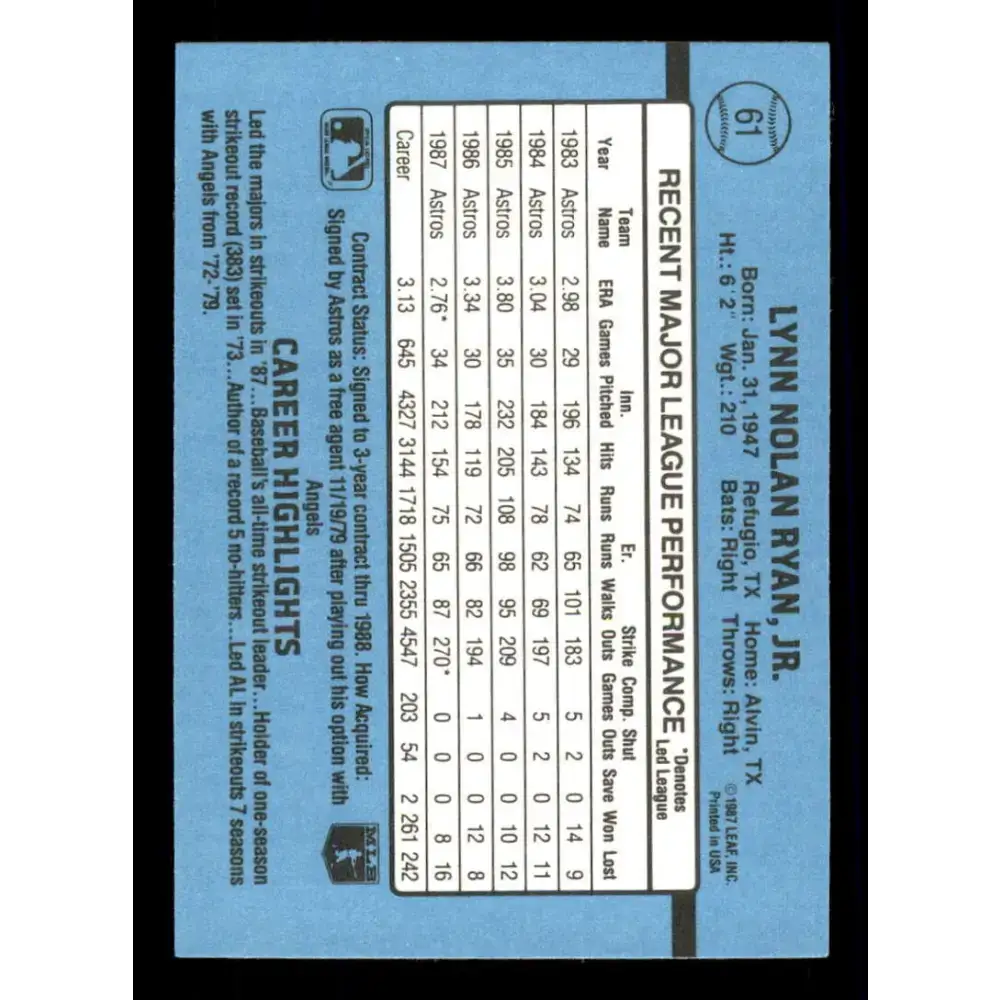 61
LYNN NOLAN RYAN, JR.
Born: Jan. 31, 1947 Refugio, TX Home: Alvin, TX
Ht.: 6'2" Wgt.: 210 Bats: Right Throws: Right
©1987 LEAF, INC.
Printed in USA
RECENT MAJOR LEAGUE PERFORMANCE *Denotes Led League
Year Team Name ERA Games Inn. Pitched Hits Runs Er. Runs Walks Strike Outs Comp. Games Shut Outs Save Won Lost
1983 Astros 2.98 29 196 134 74 65 101 183 5 2 0 14 9
1984 Astros 3.04 30 184 143 78 62 69 197 5 2 0 12 11
1985 Astros 3.80 35 232 205 108 98 95 209 4 0 0 10 12
1986 Astros 3.34 30 178 119 72 66 82 194 1 0 0 12 8
1987 Astros 2.76* 34 212 154 75 65 87 270* 0 0 0 8 16
Career 3.13 645 4327 3144 1718 1505 2355 4547 203 54 2 261 242
Contract Status: Signed to 3-year contract thru 1988. How Acquired:
Signed by Astros as a free agent 11/19/79 after playing out his option with
Angels
MLB
CAREER HIGHLIGHTS
Led the majors in strikeouts in '87...Baseball's all-time strikeout leader...Holder of one-season
strikeout record (383) set in '73...Author of a record 5 no-hitters...Led AL in strikeouts 7 seasons
with Angels from '72-'79.